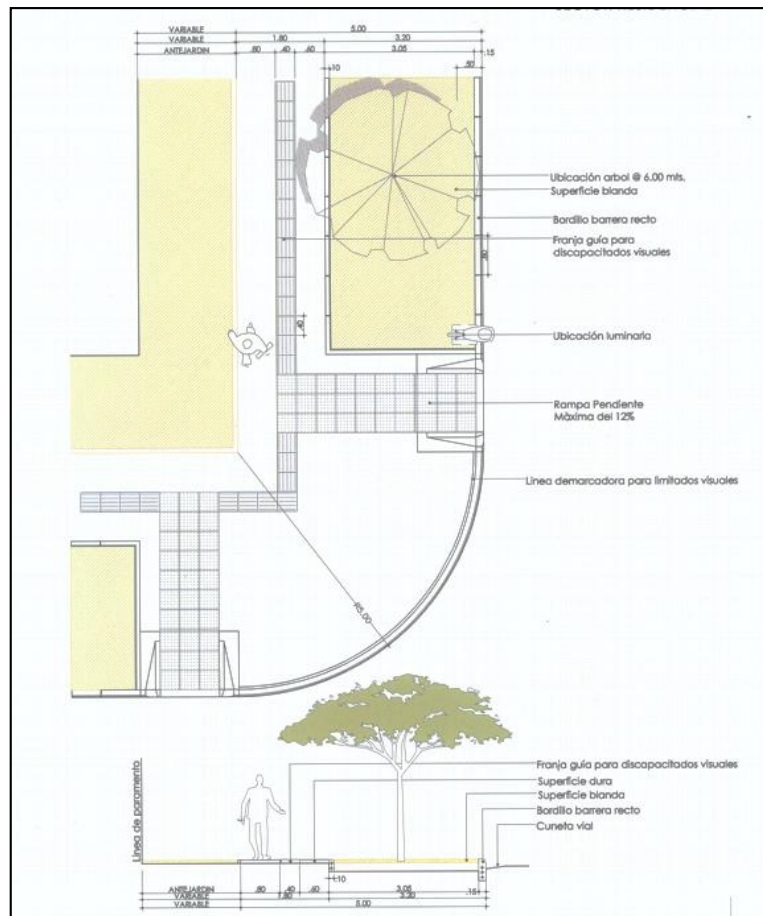 VARIABLE 5.00
VARIABLE 1.80 3.20
ANTEJARDIN .80 .40 .60 3.05 .15
.10 .50
Ubicación arbol @ 6.00 mts.
Superficie blanda
Bordillo barrera recto
Franja guía para
discapacitados visuales
.80
.40
Ubicación luminaria
Rampa Pendiente
Màxima del 12%
Linea demarcadora para limitados visuales
R5.00
Linea de paramento
Franja guía para discapacitados visuales
Superficie dura
Superficie blanda
Bordillo barrera recto
Cuneta vial
.10
ANTEJARDIN .80 .40 .60 3.05 .15
VARIABLE 1.80 3.20
VARIABLE 5.00